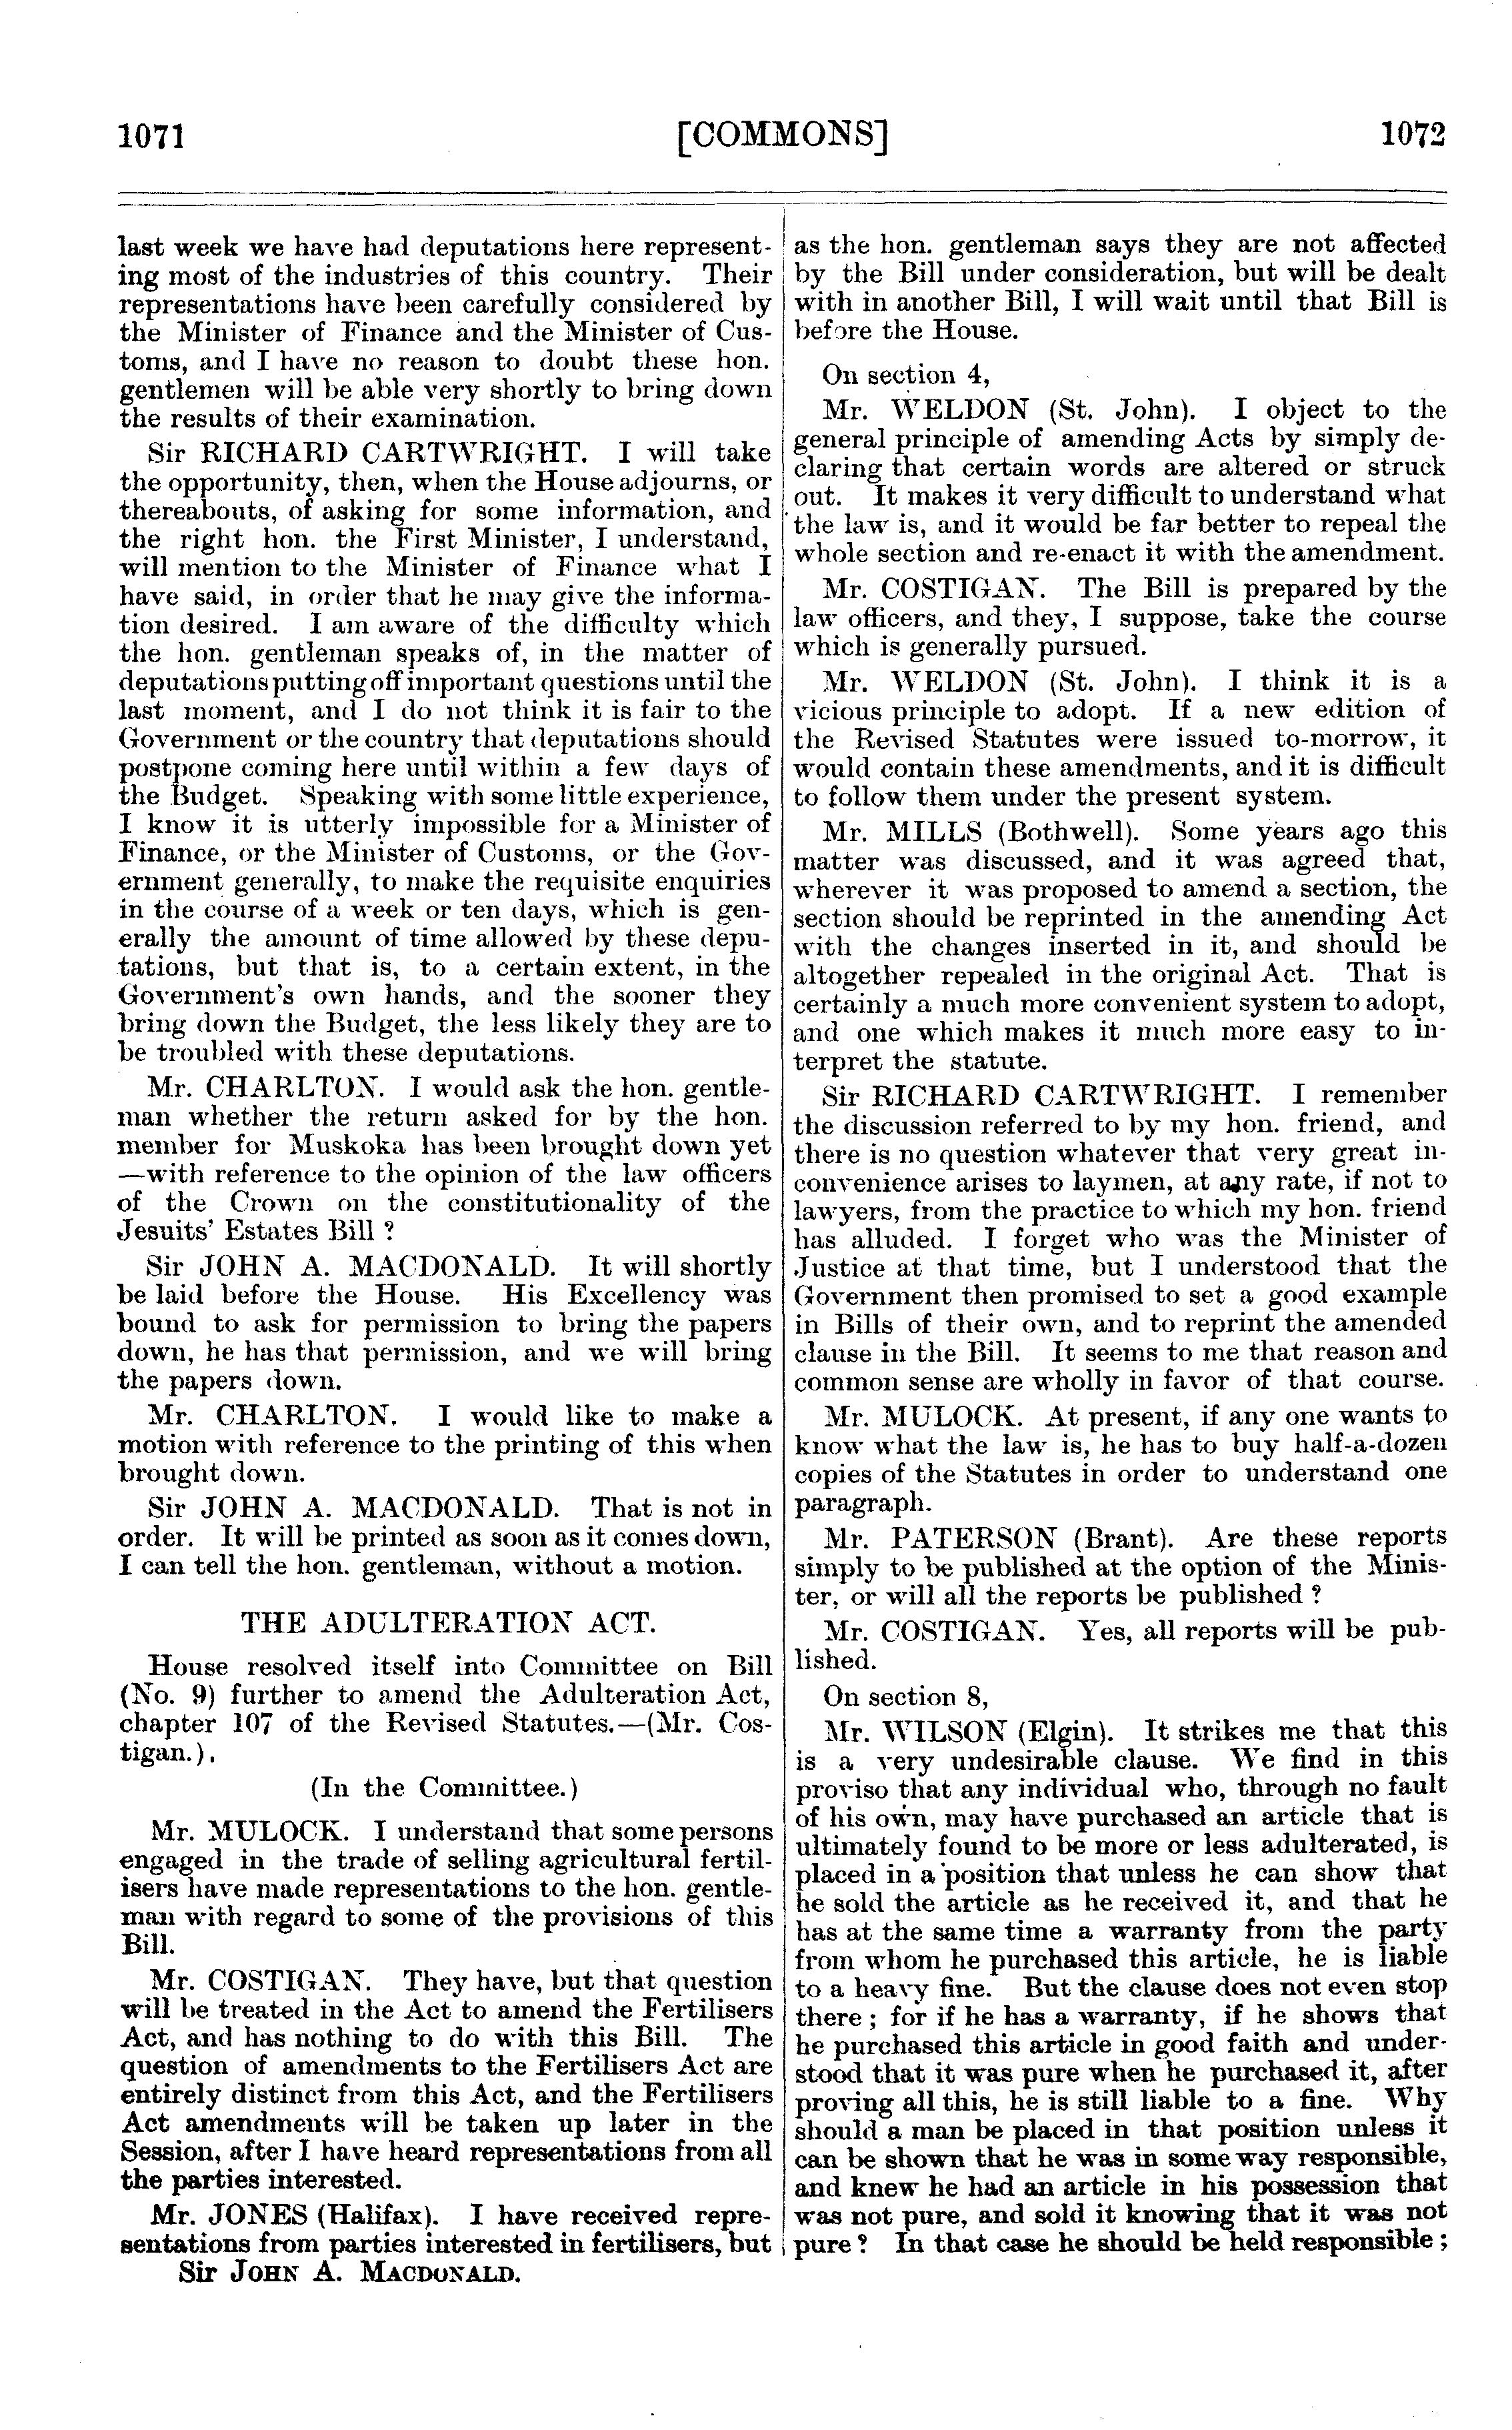 1071
[COMMONS]
1072
last week we have had deputations here represent-
ing most of the industries of this country. Their
representations have been carefully considered by
the Minister of Finance and the Minister of Cus-
toms, and I have no reason to doubt these hon.
gentlemen will be able very shortly to bring down
the results of their examination.
Sir RICHARD CARTWRIGHT. I will take
the opportunity, then, when the House adjourns, or
thereabouts, of asking for some information, and
the right hon. the First Minister, I understand,
will mention to the Minister of Finance what I
have said, in order that he may give the informa-
tion desired. I am aware of the difficulty which
the hon. gentleman speaks of, in the matter of
deputations putting off important questions until the
last moment, and I do not think it is fair to the
Government or the country that deputations should
postpone coming here until within a few days of
the Budget. Speaking with some little experience,
I know it is utterly impossible for a Minister of
Finance, or the Minister of Customs, or the Gov-
ernment generally, to make the requisite enquiries
in the course of a week or ten days, which is gen-
erally the amount of time allowed by these depu-
tations, but that is, to a certain extent, in the
Government's own hands, and the sooner they
bring down the Budget, the less likely they are to
be troubled with these deputations.
Mr. CHARLTON. I would ask the hon. gentle-
man whether the return asked for by the hon.
member for Muskoka has been brought down yet
—with reference to the opinion of the law officers
of the Crown on the constitutionality of the
Jesuits' Estates Bill ?
Sir JOHN A. MACDONALD. It will shortly
be laid before the House. His Excellency was
bound to ask for permission to bring the papers
down, he has that permission, and we will bring
the papers down.
Mr. CHARLTON. I would like to make a
motion with reference to the printing of this when
brought down.
Sir JOHN A. MACDONALD. That is not in
order. It will be printed as soon as it comes down,
I can tell the hon. gentleman, without a motion.
THE ADULTERATION ACT.
House resolved itself into Committee on Bill
(No. 9) further to amend the Adulteration Act,
chapter 107 of the Revised Statutes.—(Mr. Cos-
tigan.).
(In the Committee.)
Mr. MULOCK. I understand that some persons
engaged in the trade of selling agricultural fertil-
isers have made representations to the hon. gentle-
man with regard to some of the provisions of this
Bill.
Mr. COSTIGAN. They have, but that question
will be treated in the Act to amend the Fertilisers
Act, and has nothing to do with this Bill. The
question of amendments to the Fertilisers Act are
entirely distinct from this Act, and the Fertilisers
Act amendments will be taken up later in the
Session, after I have heard representations from all
the parties interested.
Mr. JONES (Halifax). I have received repre-
sentations from parties interested in fertilisers, but
Sir JOHN A. MACDONALD.
as the hon. gentleman says they are not affected
by the Bill under consideration, but will be dealt
with in another Bill, I will wait until that Bill is
before the House.
On section 4,
Mr. WELDON (St. John). I object to the
general principle of amending Acts by simply de-
claring that certain words are altered or struck
out. It makes it very difficult to understand what
the law is, and it would be far better to repeal the
whole section and re-enact it with the amendment.
Mr. COSTIGAN. The Bill is prepared by the
law officers, and they, I suppose, take the course
which is generally pursued.
Mr. WELDON (St. John). I think it is a
vicious principle to adopt. If a new edition of
the Revised Statutes were issued to-morrow, it
would contain these amendments, and it is difficult
to follow them under the present system.
Mr. MILLS (Bothwell). Some years ago this
matter was discussed, and it was agreed that,
wherever it was proposed to amend a section, the
section should be reprinted in the amending Act
with the changes inserted in it, and should be
altogether repealed in the original Act. That is
certainly a much more convenient system to adopt,
and one which makes it much more easy to in-
terpret the statute.
Sir RICHARD CARTWRIGHT. I remember
the discussion referred to by my hon. friend, and
there is no question whatever that very great in-
convenience arises to laymen, at any rate, if not to
lawyers, from the practice to which my hon. friend
has alluded. I forget who was the Minister of
Justice at that time, but I understood that the
Government then promised to set a good example
in Bills of their own, and to reprint the amended
clause in the Bill. It seems to me that reason and
common sense are wholly in favor of that course.
Mr. MULOCK. At present, if any one wants to
know what the law is, he has to buy half-a-dozen
copies of the Statutes in order to understand one
paragraph.
Mr. PATERSON (Brant). Are these reports
simply to be published at the option of the Minis-
ter, or will all the reports be published ?
Mr. COSTIGAN. Yes, all reports will be pub-
lished.
On section 8,
Mr. WILSON (Elgin). It strikes me that this
is a very undesirable clause. We find in this
proviso that any individual who, through no fault
of his own, may have purchased an article that is
ultimately found to be more or less adulterated, is
placed in a position that unless he can show that
he sold the article as he received it, and that he
has at the same time a warranty from the party
from whom he purchased this article, he is liable
to a heavy fine. But the clause does not even stop
there ; for if he has a warranty, if he shows that
he purchased this article in good faith and under-
stood that it was pure when he purchased it, after
proving all this, he is still liable to a fine. Why
should a man be placed in that position unless it
can be shown that he was in some way responsible,
and knew he had an article in his possession that
was not pure, and sold it knowing that it was not
pure ? In that case he should be held responsible ;